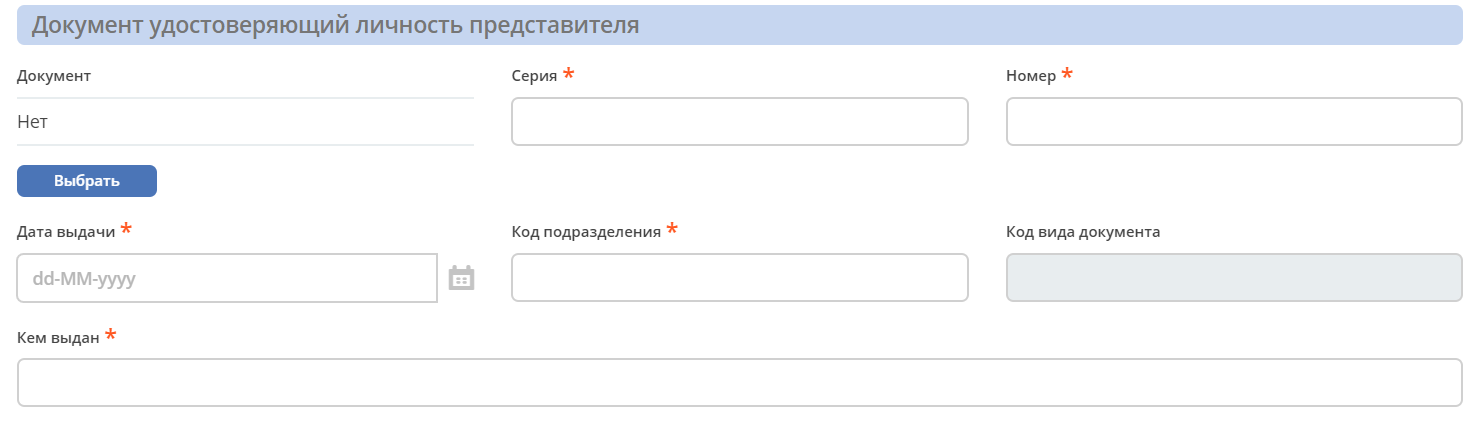 Документ удостоверяющий личность представителя
Документ
Серия *
Номер *
Нет
Выбрать
Дата выдачи *
Код подразделения *
Код вида документа
dd-MM-yyyy
Кем выдан *